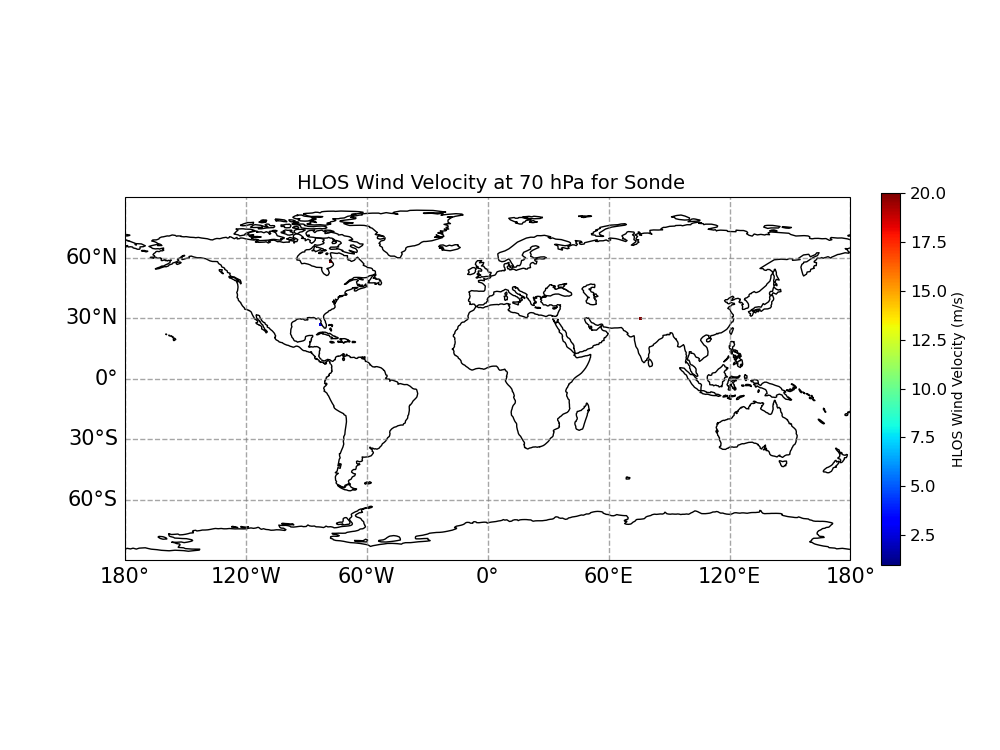 HLOS Wind Velocity at 70 hPa for Sonde
60°N
30°N
0°
30°S
60°S
180°
120°W
60°W
0°
60°E
120°E
180°
20.0
17.5
15.0
12.5
10.0
7.5
5.0
2.5
HLOS Wind Velocity (m/s)